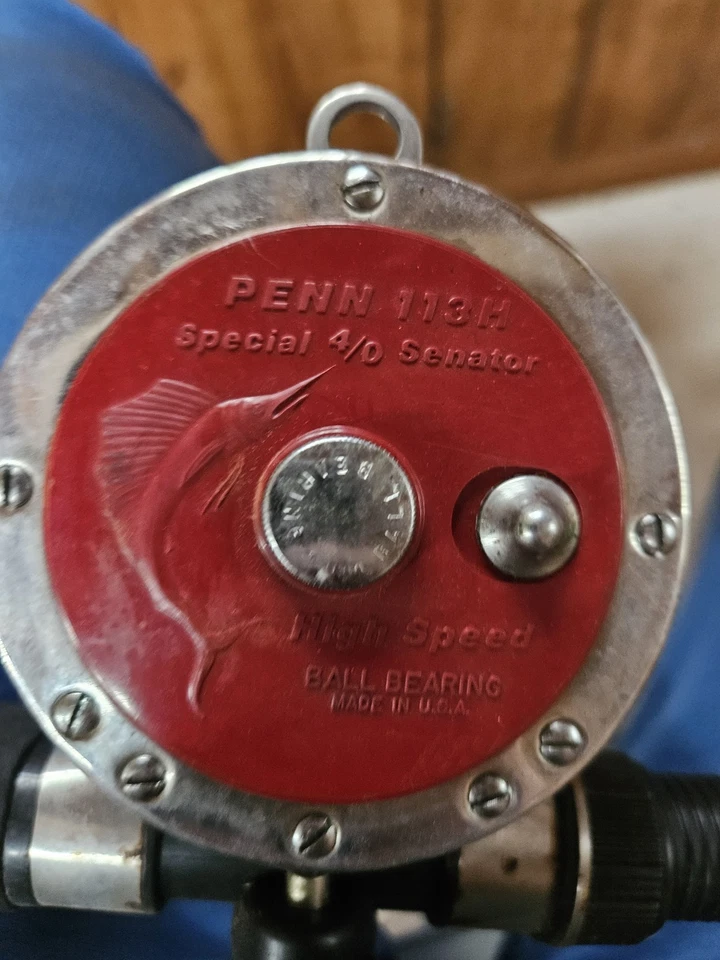 PENN 113H
Special 4/0 Senator
High Speed
BALL BEARING
MADE IN U.S.A.